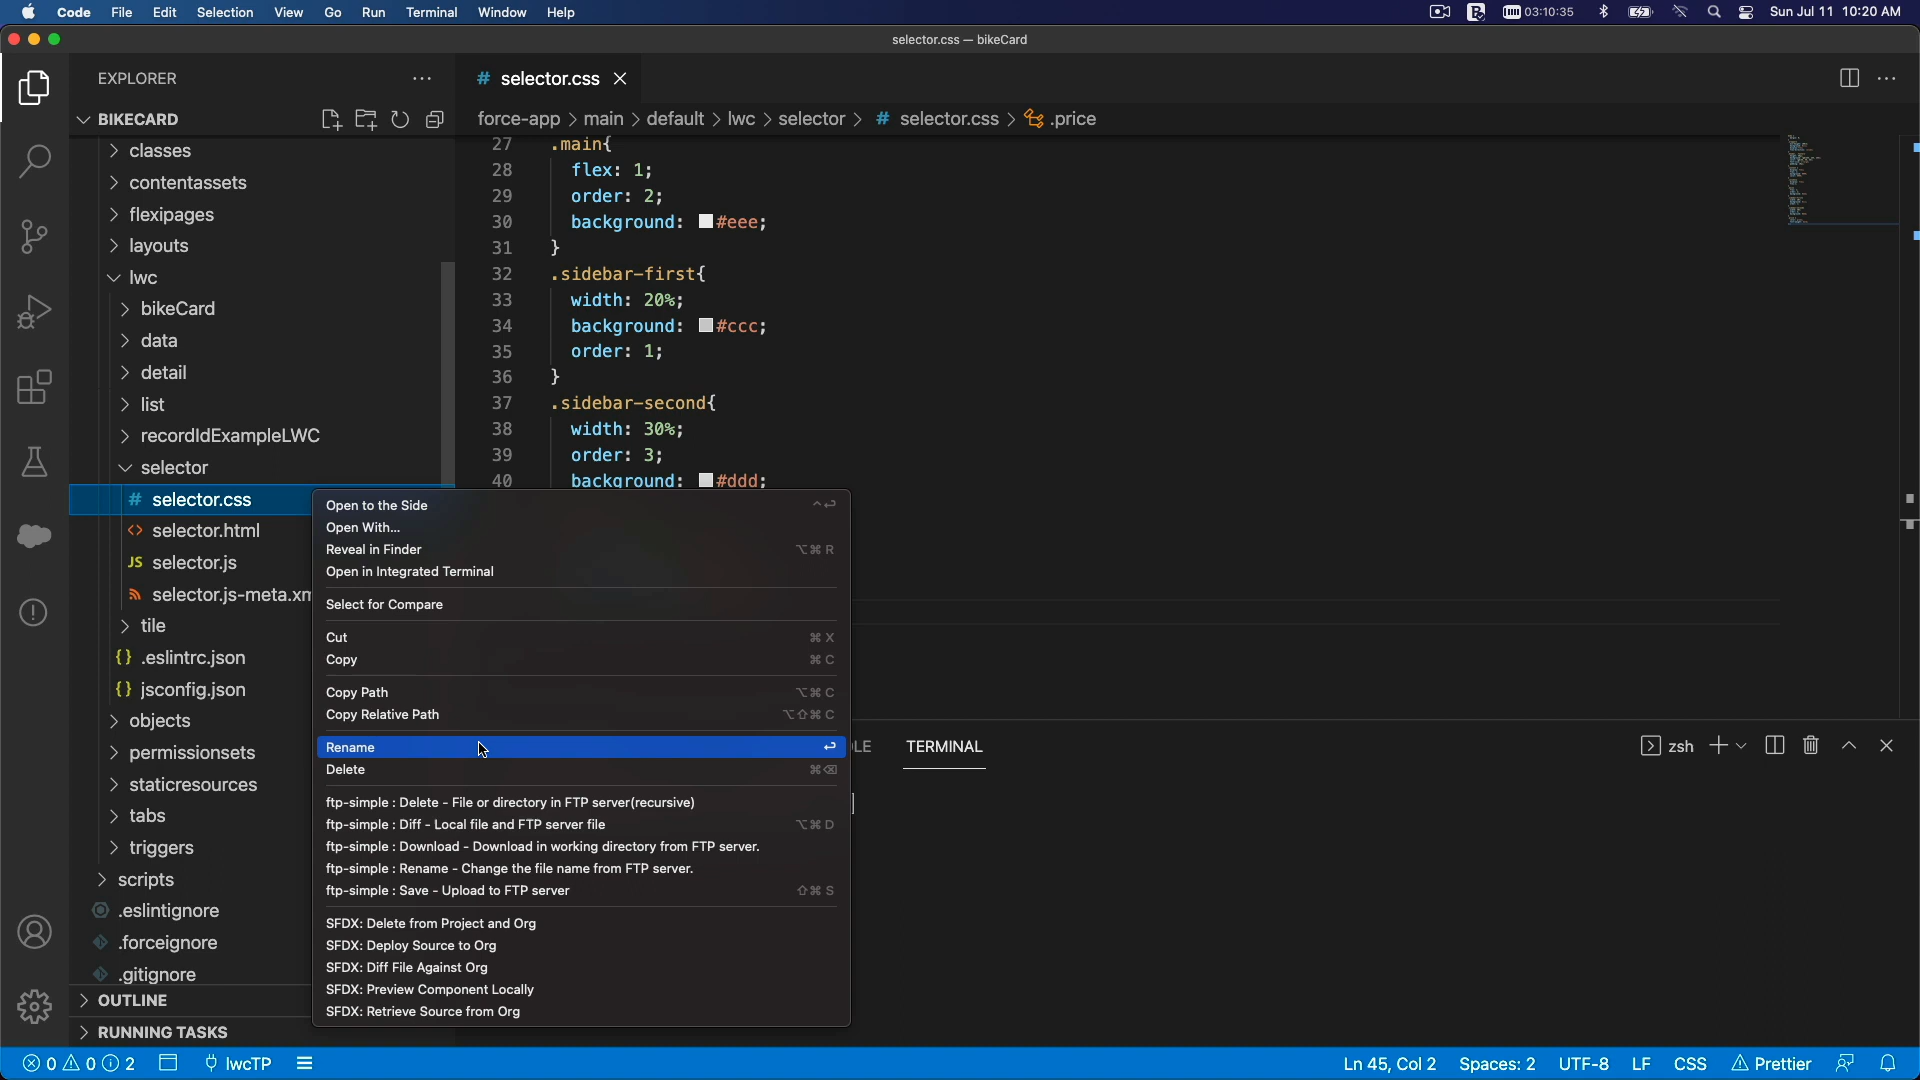 Code File Edit Selection View Go Run Terminal Window Help 03:10:35 Sun Jul 11 10:20 AM
selector.css — bikeCard
EXPLORER
BIKECARD
classes
contentassets
flexipages
layouts
lwc
bikeCard
data
detail
list
recordIdExampleLWC
selector
# selector.css
<> selector.html
JS selector.js
selector.js-meta.xm
tile
{} .eslintrc.json
{} jsconfig.json
objects
permissionsets
staticresources
tabs
triggers
scripts
.eslintignore
.forceignore
.gitignore
OUTLINE
RUNNING TASKS
# selector.css
force-app > main > default > lwc > selector > # selector.css > .price
27 .main{
28 flex: 1;
29 order: 2;
30 background: #eee;
31 }
32 .sidebar-first{
33 width: 20%;
34 background: #ccc;
35 order: 1;
36 }
37 .sidebar-second{
38 width: 30%;
39 order: 3;
40 background: #ddd;
Open to the Side ⌃⏎
Open With...
Reveal in Finder ⌥⌘R
Open in Integrated Terminal
Select for Compare
Cut ⌘X
Copy ⌘C
Copy Path ⌥⌘C
Copy Relative Path ⌥⇧⌘C
Rename ⏎
Delete ⌘⌫
ftp-simple : Delete - File or directory in FTP server(recursive)
ftp-simple : Diff - Local file and FTP server file ⌥⌘D
ftp-simple : Download - Download in working directory from FTP server.
ftp-simple : Rename - Change the file name from FTP server.
ftp-simple : Save - Upload to FTP server ⇧⌘S
SFDX: Delete from Project and Org
SFDX: Deploy Source to Org
SFDX: Diff File Against Org
SFDX: Preview Component Locally
SFDX: Retrieve Source from Org
LE TERMINAL zsh
]
0 0 2 lwcTP Ln 45, Col 2 Spaces: 2 UTF-8 LF CSS Prettier